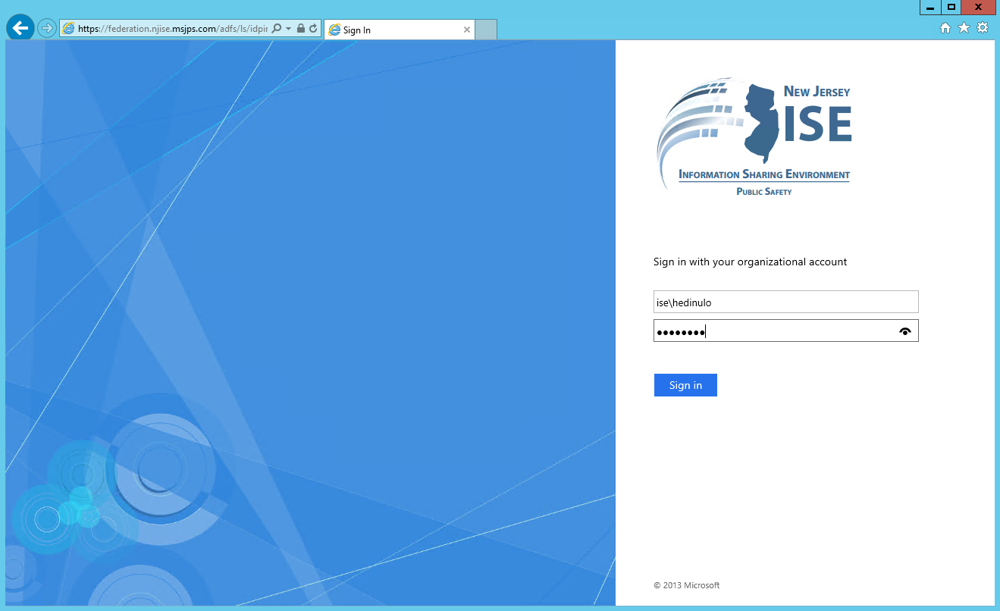 https://federation.njise.msjps.com/adfs/ls/idpin
Sign In
NEW JERSEY
ISE
INFORMATION SHARING ENVIRONMENT
PUBLIC SAFETY
Sign in with your organizational account
ise\hedinulo
Sign in
© 2013 Microsoft